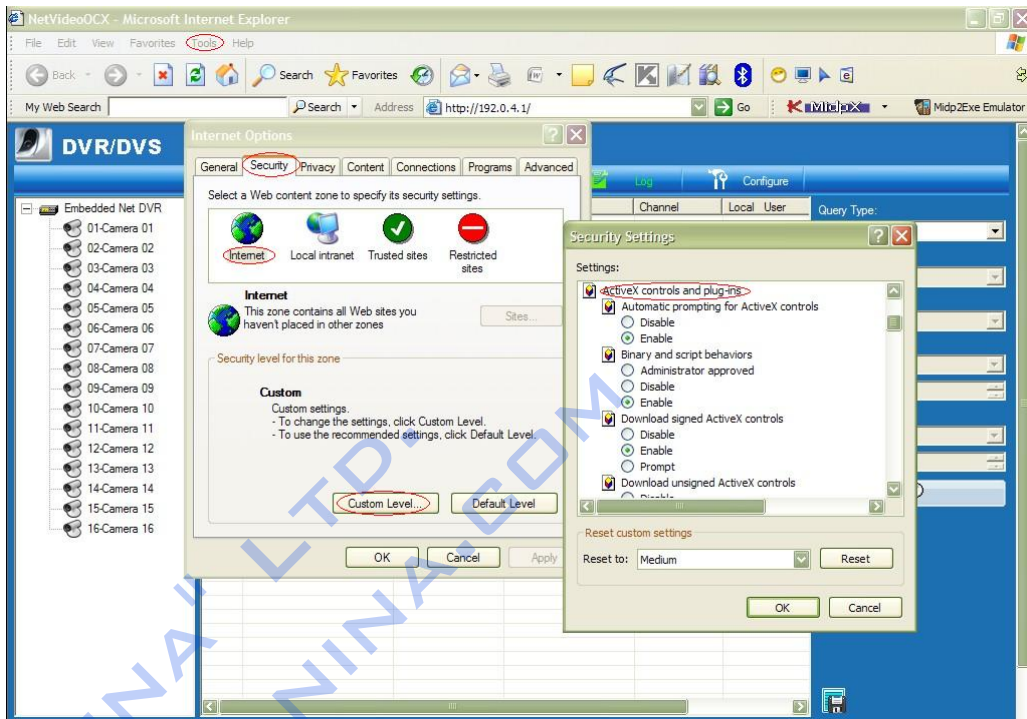 NetVideoOCX - Microsoft Internet Explorer
File Edit View Favorites Tools Help
Back Search Favorites
My Web Search Search Address http://192.0.4.1/ Go MidpX Midp2Exe Emulator
DVR/DVS
Log Configure
Channel Local User Query Type:
Embedded Net DVR
01-Camera 01
02-Camera 02
03-Camera 03
04-Camera 04
05-Camera 05
06-Camera 06
07-Camera 07
08-Camera 08
09-Camera 09
10-Camera 10
11-Camera 11
12-Camera 12
13-Camera 13
14-Camera 14
15-Camera 15
16-Camera 16
Internet Options
General Security Privacy Content Connections Programs Advanced
Select a Web content zone to specify its security settings.
Internet Local intranet Trusted sites Restricted
sites
Internet
This zone contains all Web sites you
haven't placed in other zones
Sites...
Security level for this zone
Custom
Custom settings.
- To change the settings, click Custom Level.
- To use the recommended settings, click Default Level.
Custom Level... Default Level
OK Cancel Apply
Security Settings
Settings:
ActiveX controls and plug-ins
Automatic prompting for ActiveX controls
Disable
Enable
Binary and script behaviors
Administrator approved
Disable
Enable
Download signed ActiveX controls
Disable
Enable
Prompt
Download unsigned ActiveX controls
Reset custom settings
Reset to: Medium Reset
OK Cancel
NINA" LTD.
NINA.COM